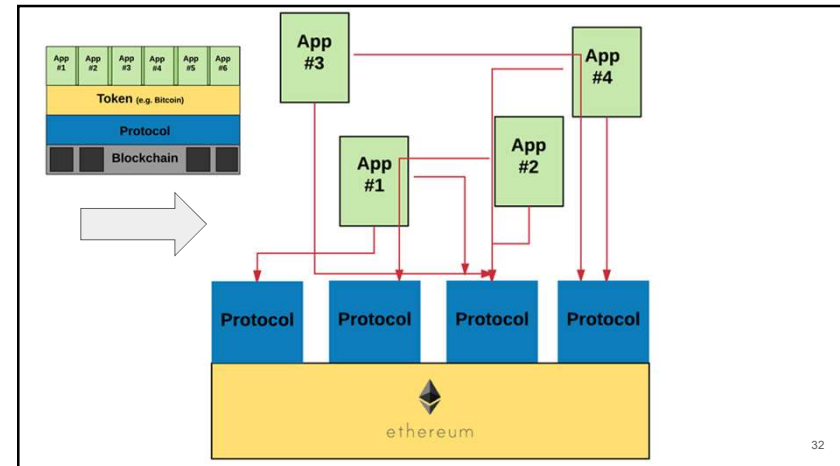 App
#1
App
#2
App
#3
App
#4
App
#5
App
#6
Token (e.g. Bitcoin)
Protocol
Blockchain
App
#3
App
#4
App
#1
App
#2
Protocol
Protocol
Protocol
Protocol
ethereum
32